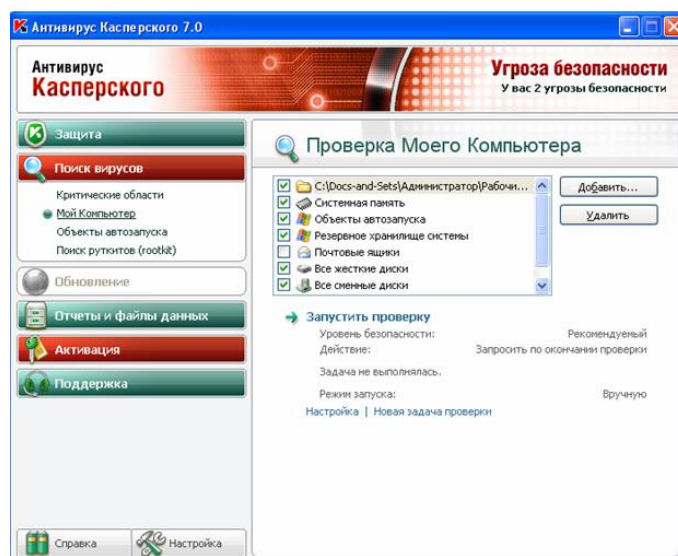 Антивирус Касперского 7.0
Антивирус
Касперского
Угроза безопасности
У вас 2 угрозы безопасности
Защита
Поиск вирусов
Критические области
Мой Компьютер
Объекты автозапуска
Поиск руткитов (rootkit)
Обновление
Отчеты и файлы данных
Активация
Поддержка
Справка
Настройка
Проверка Моего Компьютера
C:\Docs-and-Sets\Администратор\Рабочи...
Системная память
Объекты автозапуска
Резервное хранилище системы
Почтовые ящики
Все жесткие диски
Все сменные диски
Добавить...
Удалить
Запустить проверку
Уровень безопасности: Рекомендуемый
Действие: Запросить по окончании проверки
Задача не выполнялась.
Режим запуска: Вручную
Настройка | Новая задача проверки